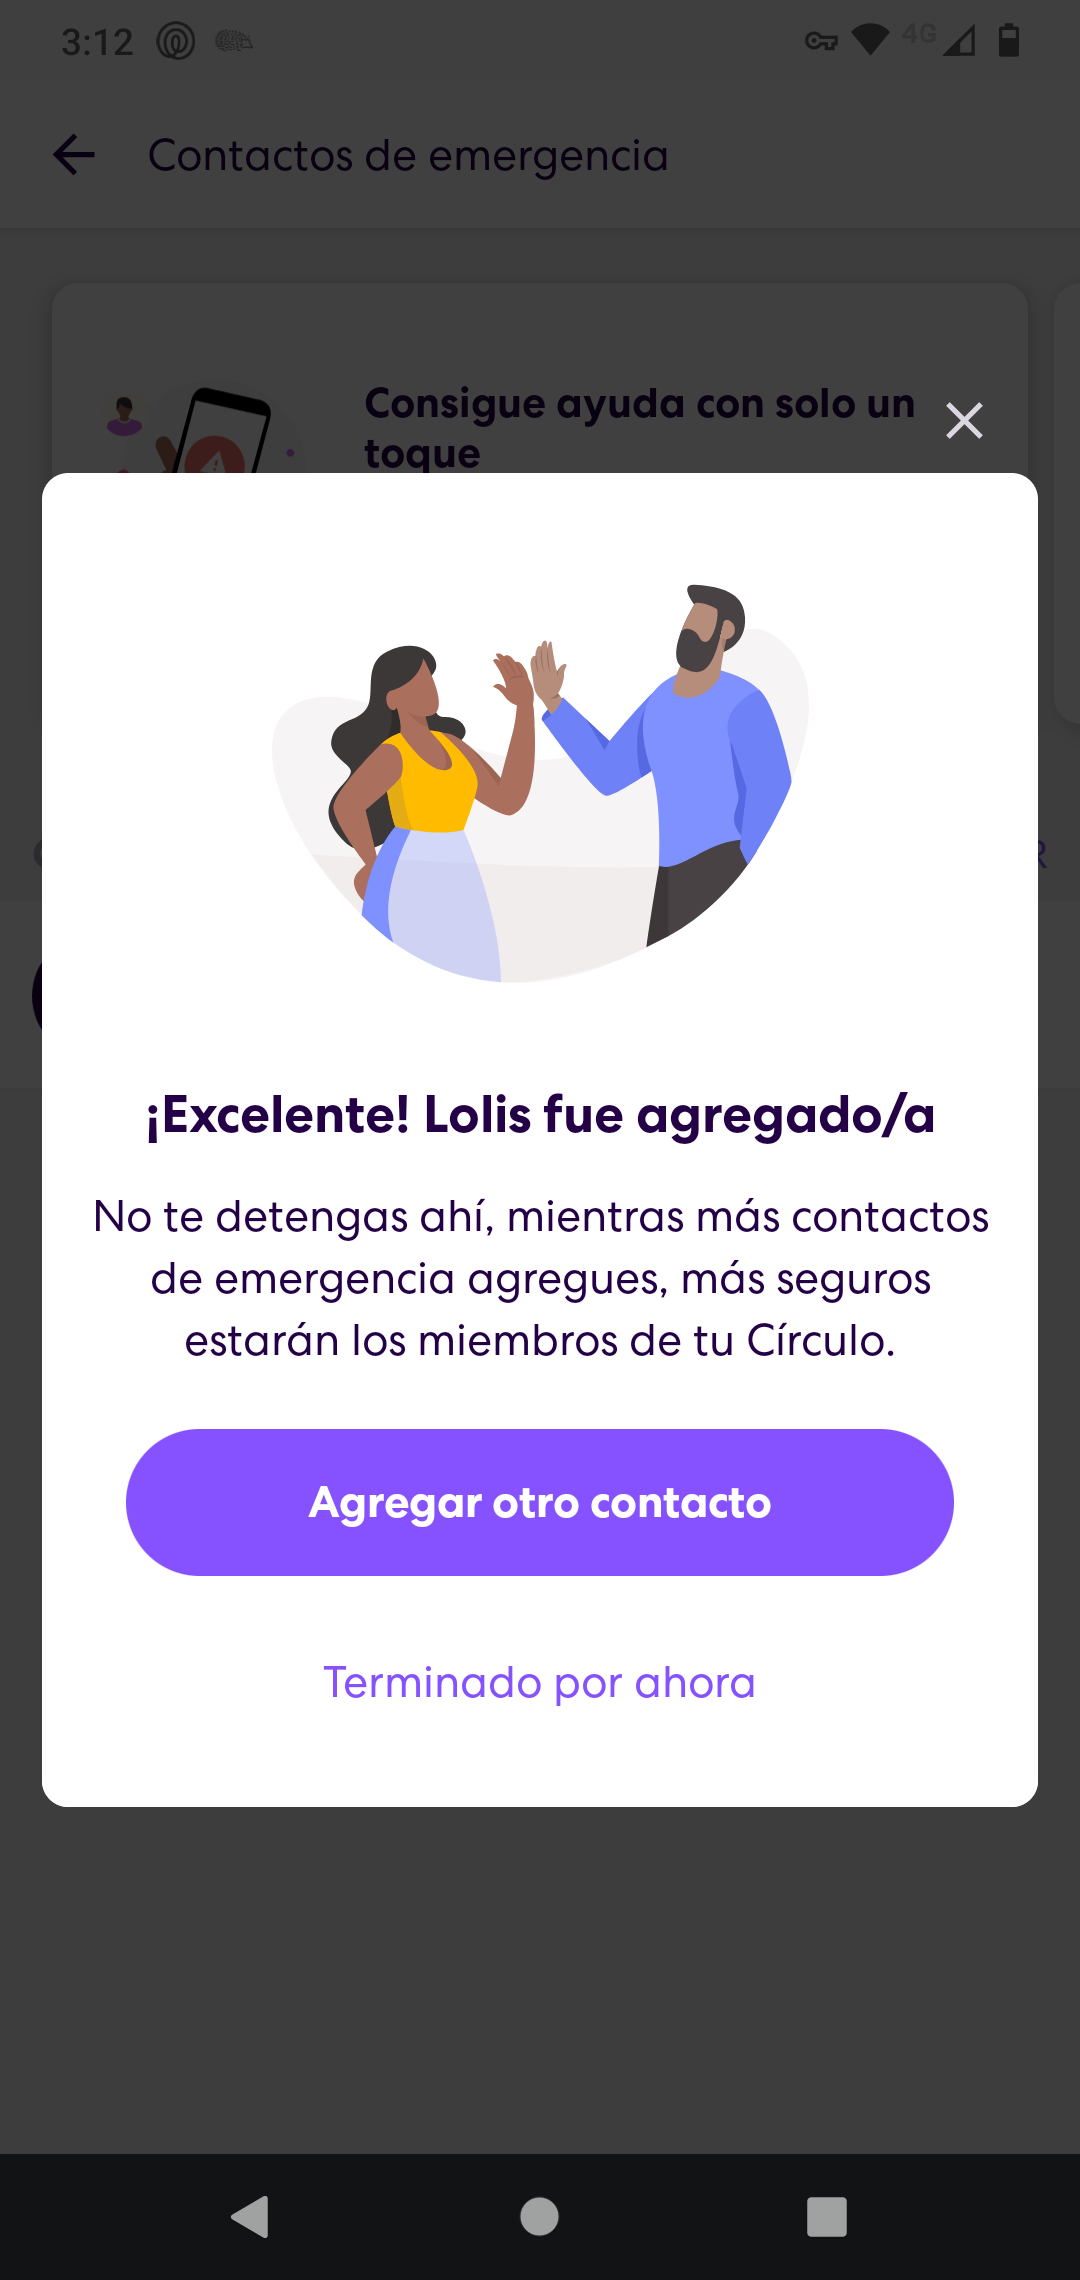 3:12
4G
Contactos de emergencia
Consigue ayuda con solo un
toque
R
¡Excelente! Lolis fue agregado/a
No te detengas ahí, mientras más contactos
de emergencia agregues, más seguros
estarán los miembros de tu Círculo.
Agregar otro contacto
Terminado por ahora